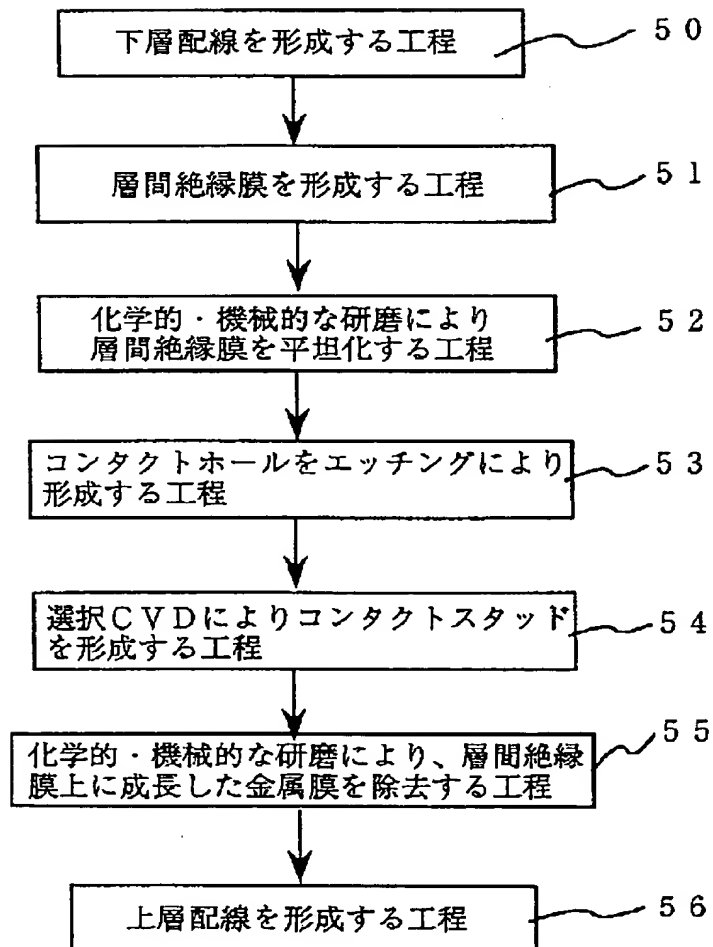 下層配線を形成する工程
５０
層間絶縁膜を形成する工程
５１
化学的・機械的な研磨により
層間絶縁膜を平坦化する工程
５２
コンタクトホールをエッチングにより
形成する工程
５３
選択ＣＶＤによりコンタクトスタッド
を形成する工程
５４
化学的・機械的な研磨により、層間絶縁
膜上に成長した金属膜を除去する工程
５５
上層配線を形成する工程
５６